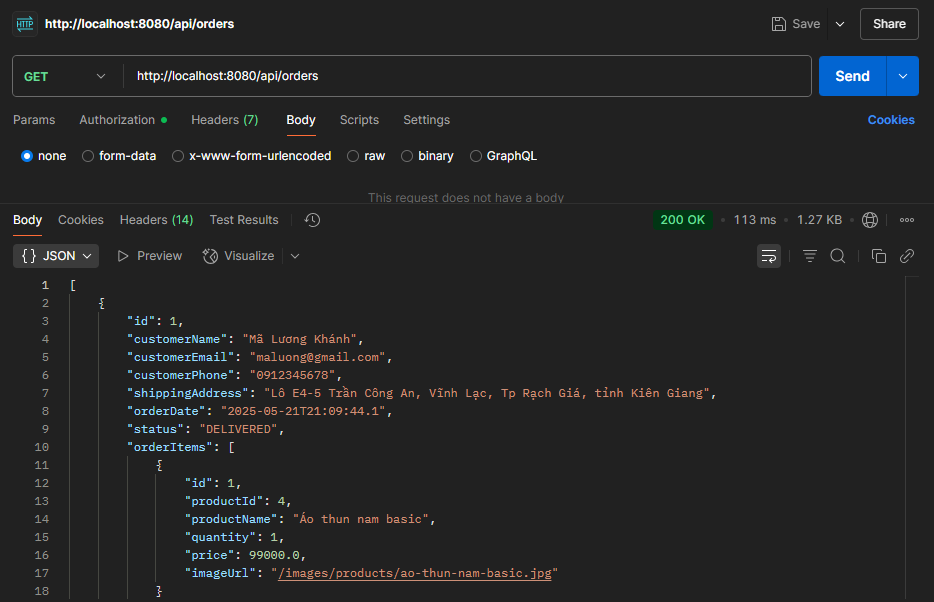 HTTP http://localhost:8080/api/orders Save Share
GET http://localhost:8080/api/orders Send
Params Authorization Headers (7) Body Scripts Settings Cookies
none form-data x-www-form-urlencoded raw binary GraphQL
This request does not have a body
Body Cookies Headers (14) Test Results 200 OK • 113 ms • 1.27 KB •
{} JSON Preview Visualize
1 [
2 {
3 "id": 1,
4 "customerName": "Mã Lương Khánh",
5 "customerEmail": "maluong@gmail.com",
6 "customerPhone": "0912345678",
7 "shippingAddress": "Lô E4-5 Trần Công An, Vĩnh Lạc, Tp Rạch Giá, tỉnh Kiên Giang",
8 "orderDate": "2025-05-21T21:09:44.1",
9 "status": "DELIVERED",
10 "orderItems": [
11 {
12 "id": 1,
13 "productId": 4,
14 "productName": "Áo thun nam basic",
15 "quantity": 1,
16 "price": 99000.0,
17 "imageUrl": "/images/products/ao-thun-nam-basic.jpg"
18 }